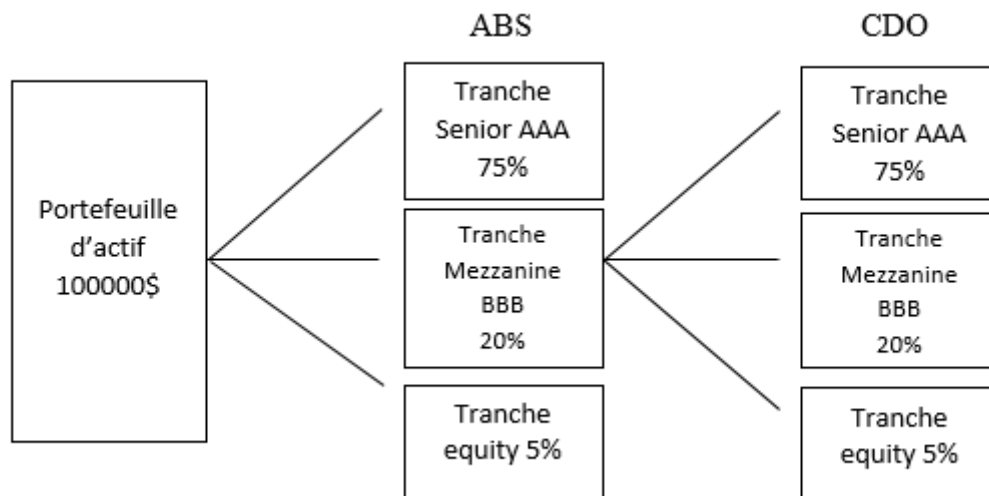 ABS
CDO
Portefeuille
d’actif
100000$
Tranche
Senior AAA
75%
Tranche
Mezzanine
BBB
20%
Tranche
equity 5%
Tranche
Senior AAA
75%
Tranche
Mezzanine
BBB
20%
Tranche
equity 5%